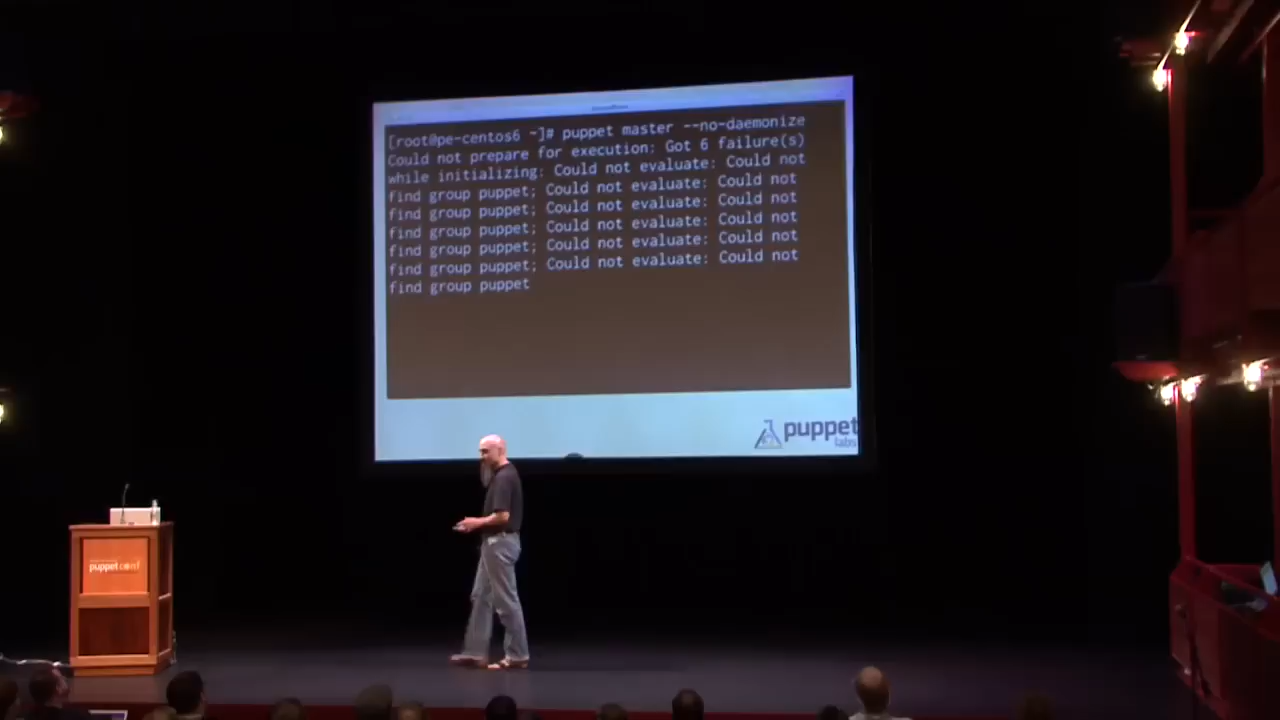 [root@pe-centos6 ~]# puppet master --no-daemonize
Could not prepare for execution: Got 6 failure(s)
while initializing: Could not evaluate: Could not
find group puppet; Could not evaluate: Could not
find group puppet; Could not evaluate: Could not
find group puppet; Could not evaluate: Could not
find group puppet; Could not evaluate: Could not
find group puppet; Could not evaluate: Could not
find group puppet
puppet
labs
puppetconf